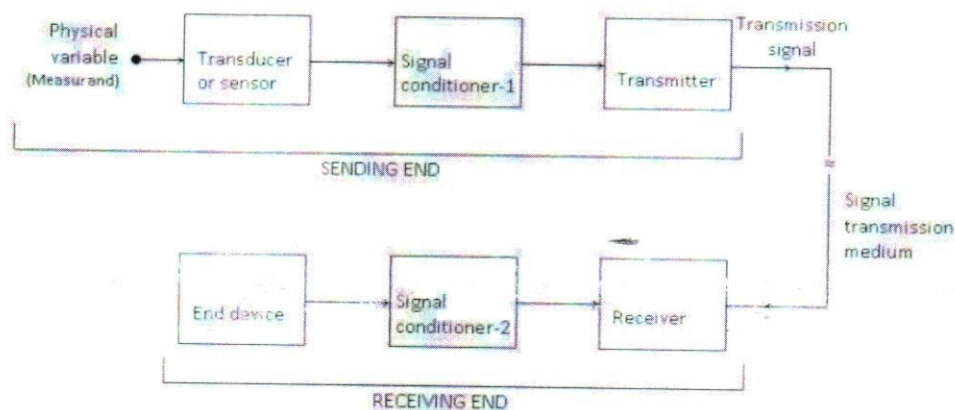 Physical
variable
(Measurand)
Transducer
or sensor
Signal
conditioner-1
Transmitter
Transmission
signal
SENDING END
Signal
transmission
medium
End device
Signal
conditioner-2
Receiver
RECEIVING END